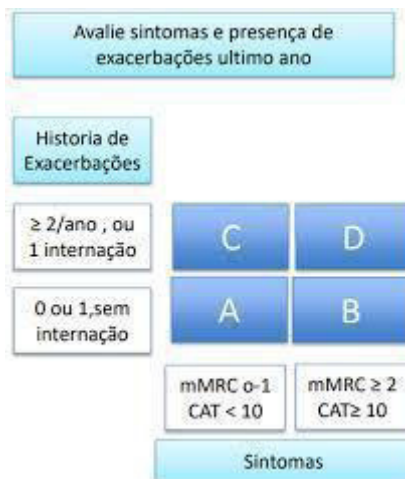 Avalie sintomas e presença de
exacerbações ultimo ano
Historia de
Exacerbações
≥ 2/ano , ou
1 internação
C
D
0 ou 1,sem
internação
A
B
mMRC o-1
CAT < 10
mMRC ≥ 2
CAT≥ 10
Sintomas